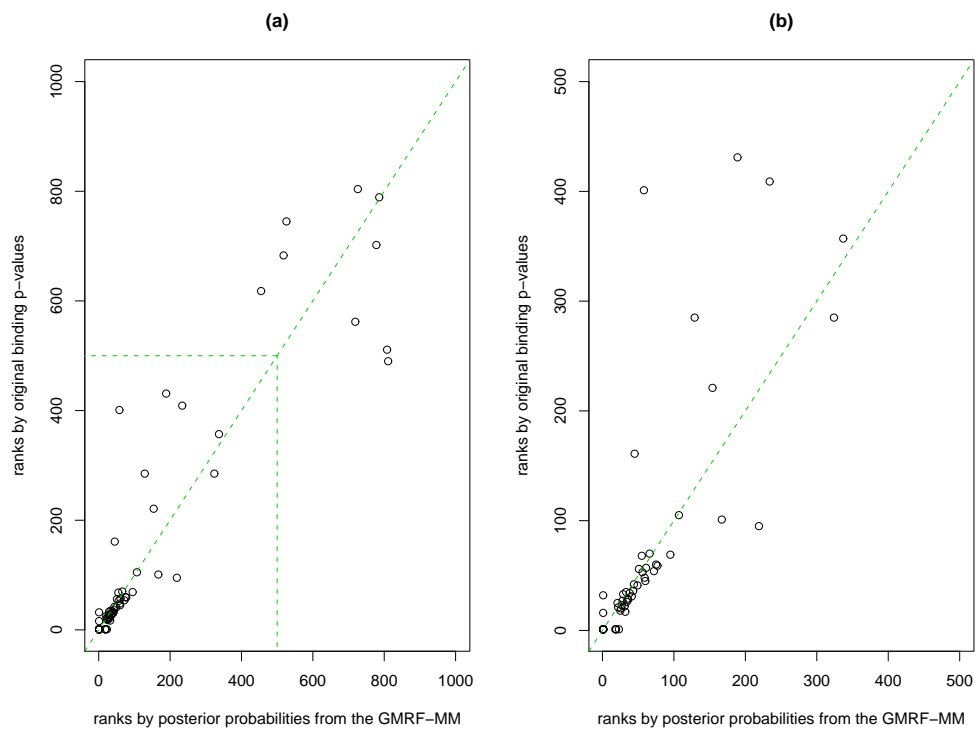 (a)
ranks by original binding p−values
1000
800
600
400
200
0
0 200 400 600 800 1000
ranks by posterior probabilities from the GMRF−MM
(b)
ranks by original binding p−values
500
400
300
200
100
0
0 100 200 300 400 500
ranks by posterior probabilities from the GMRF−MM